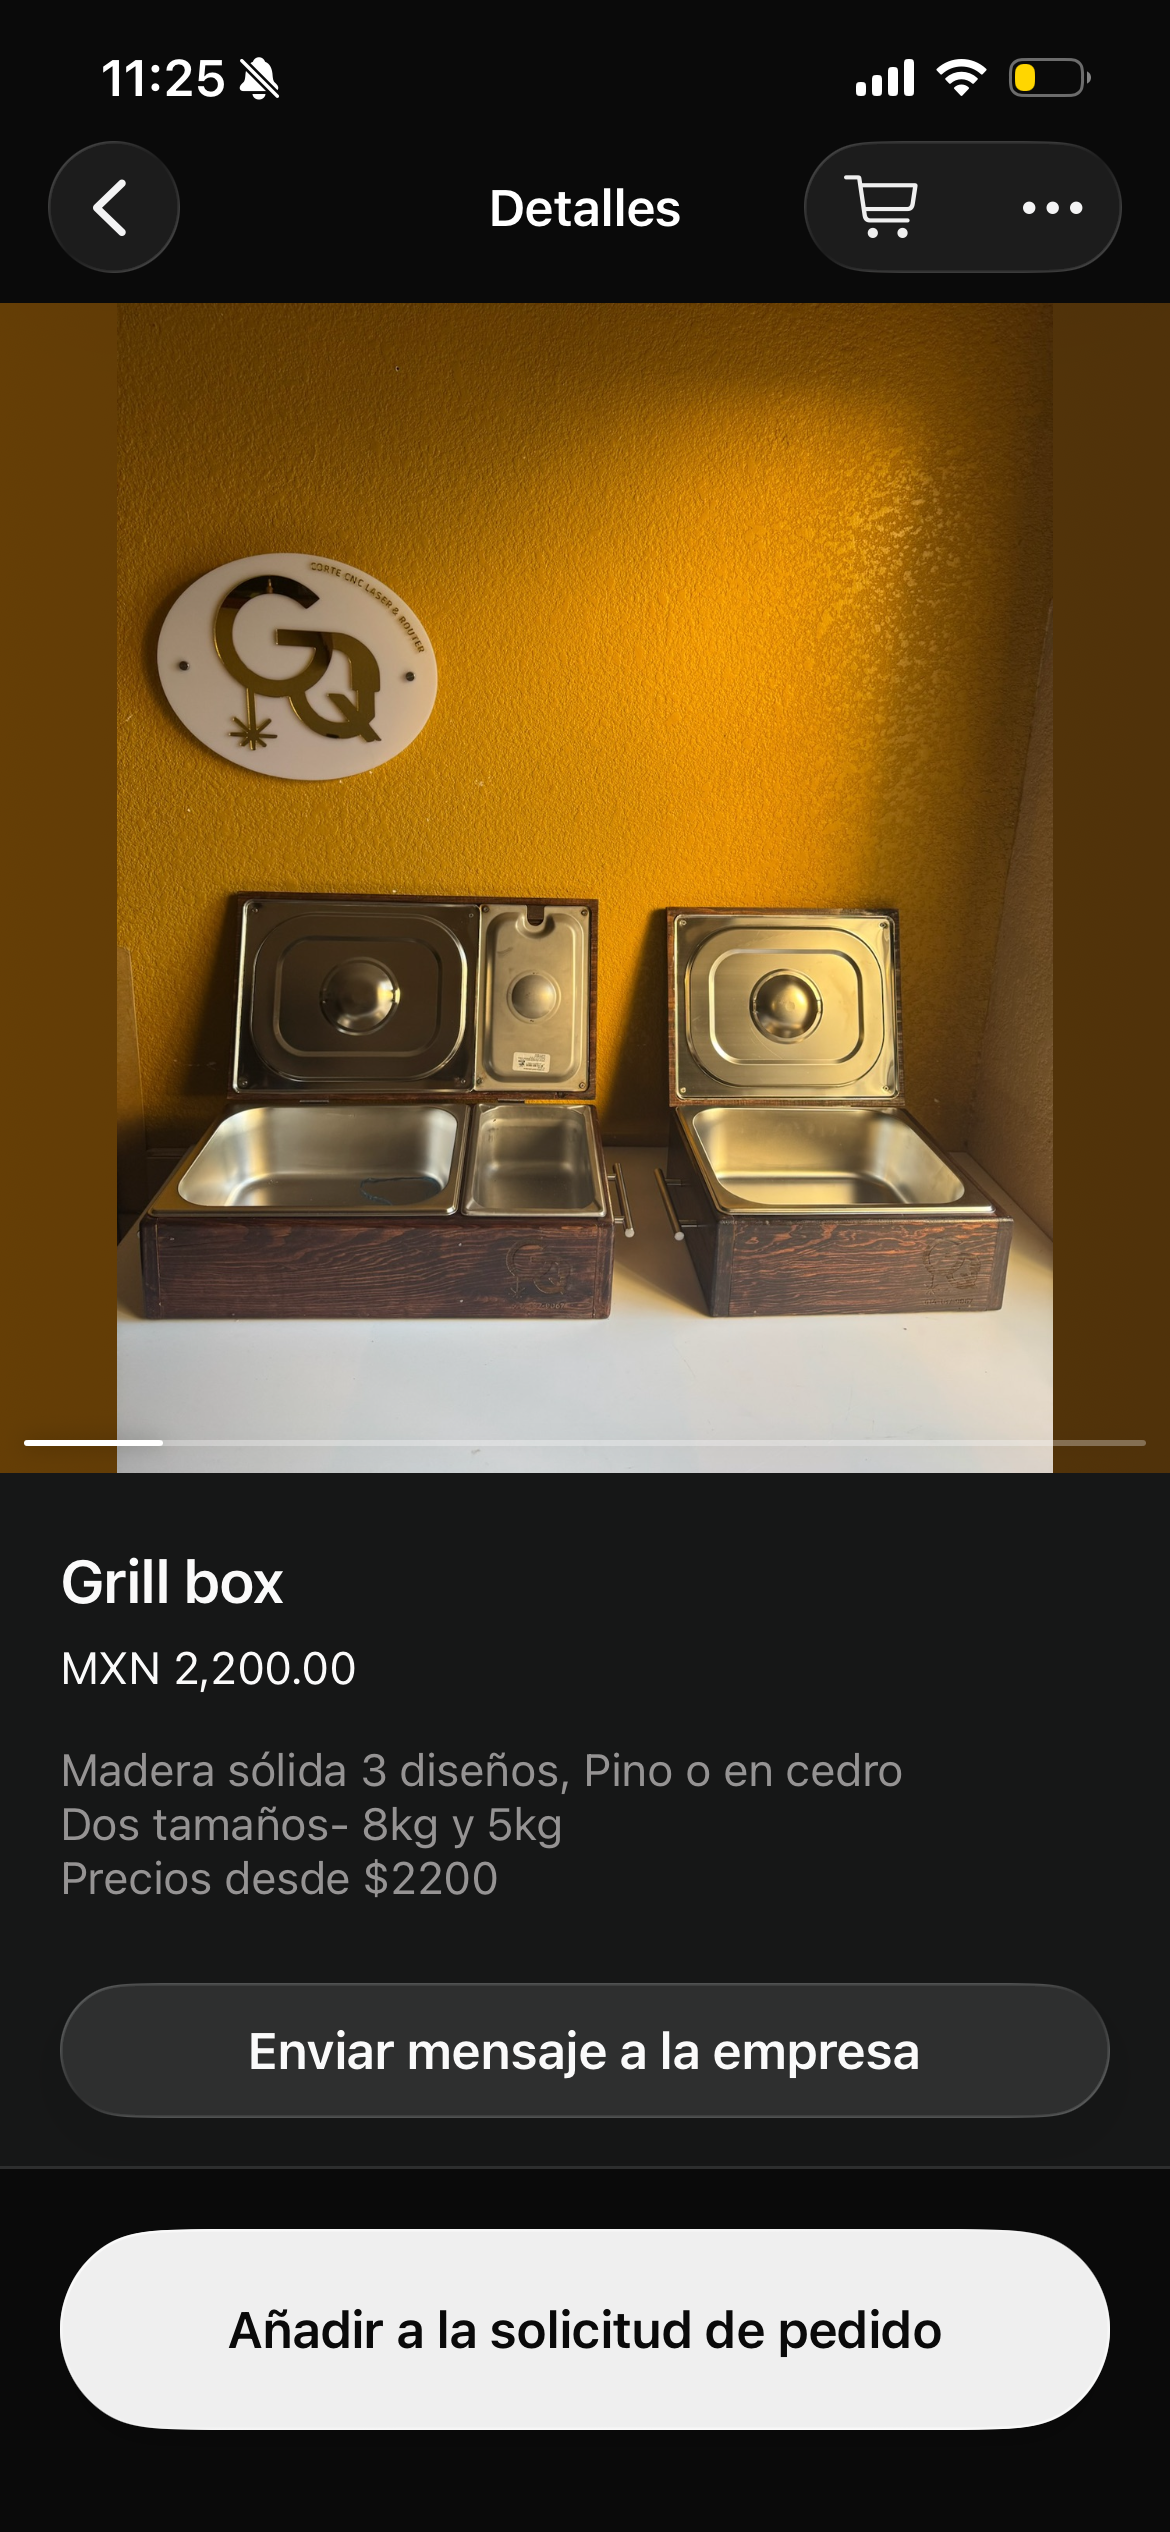 11:25
Detalles
CORTE CNC LASER & ROUTER
GQ
Grill box
MXN 2,200.00
Madera sólida 3 diseños, Pino o en cedro
Dos tamaños- 8kg y 5kg
Precios desde $2200
Enviar mensaje a la empresa
Añadir a la solicitud de pedido